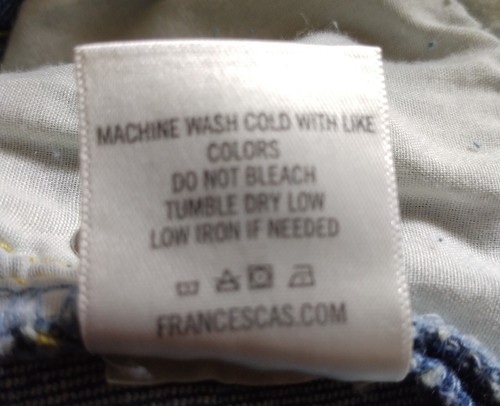 MACHINE WASH COLD WITH LIKE
COLORS
DO NOT BLEACH
TUMBLE DRY LOW
LOW IRON IF NEEDED
FRANCESCAS.COM